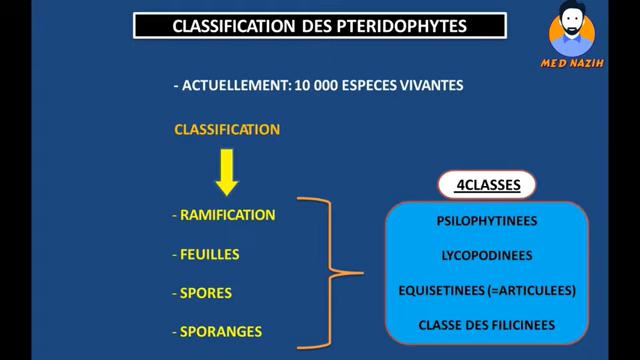 CLASSIFICATION DES PTERIDOPHYTES
MED NAZIH
- ACTUELLEMENT: 10 000 ESPECES VIVANTES
CLASSIFICATION
- RAMIFICATION
- FEUILLES
- SPORES
- SPORANGES
4CLASSES
PSILOPHYTINEES
LYCOPODINEES
EQUISETINEES (=ARTICULEES)
CLASSE DES FILICINEES